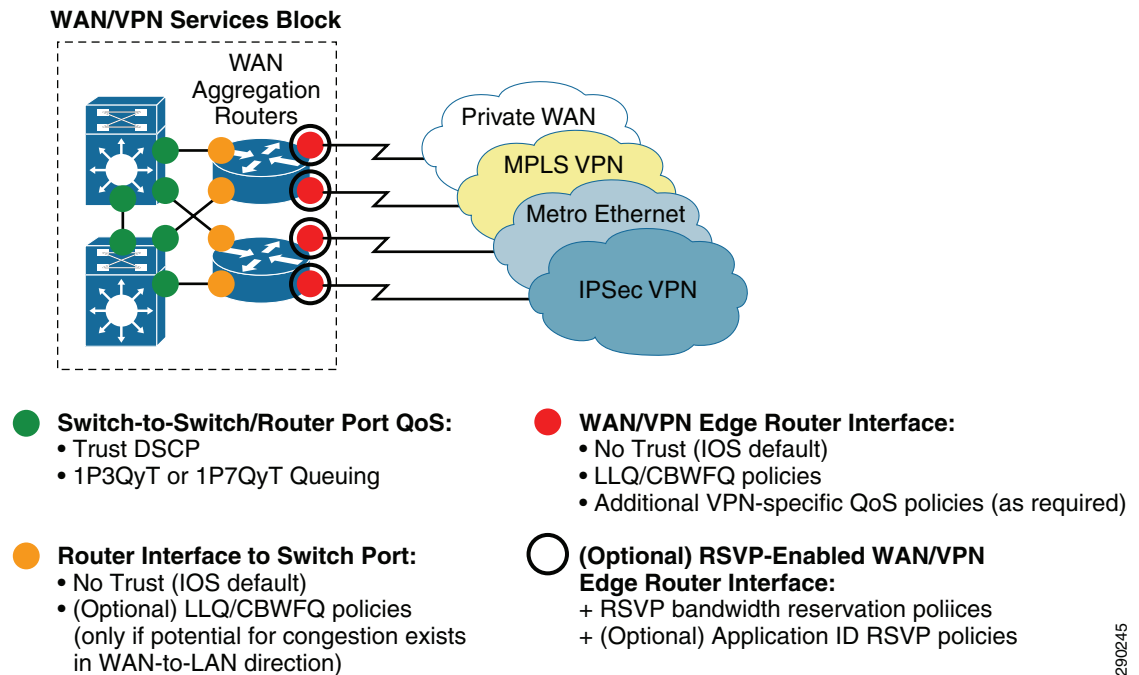 WAN/VPN Services Block
WAN
Aggregation
Routers
Private WAN
MPLS VPN
Metro Ethernet
IPSec VPN
Switch-to-Switch/Router Port QoS:
• Trust DSCP
• 1P3QyT or 1P7QyT Queuing
Router Interface to Switch Port:
• No Trust (IOS default)
• (Optional) LLQ/CBWFQ policies
(only if potential for congestion exists
in WAN-to-LAN direction)
WAN/VPN Edge Router Interface:
• No Trust (IOS default)
• LLQ/CBWFQ policies
• Additional VPN-specific QoS policies (as required)
(Optional) RSVP-Enabled WAN/VPN
Edge Router Interface:
+ RSVP bandwidth reservation poliices
+ (Optional) Application ID RSVP policies
290245